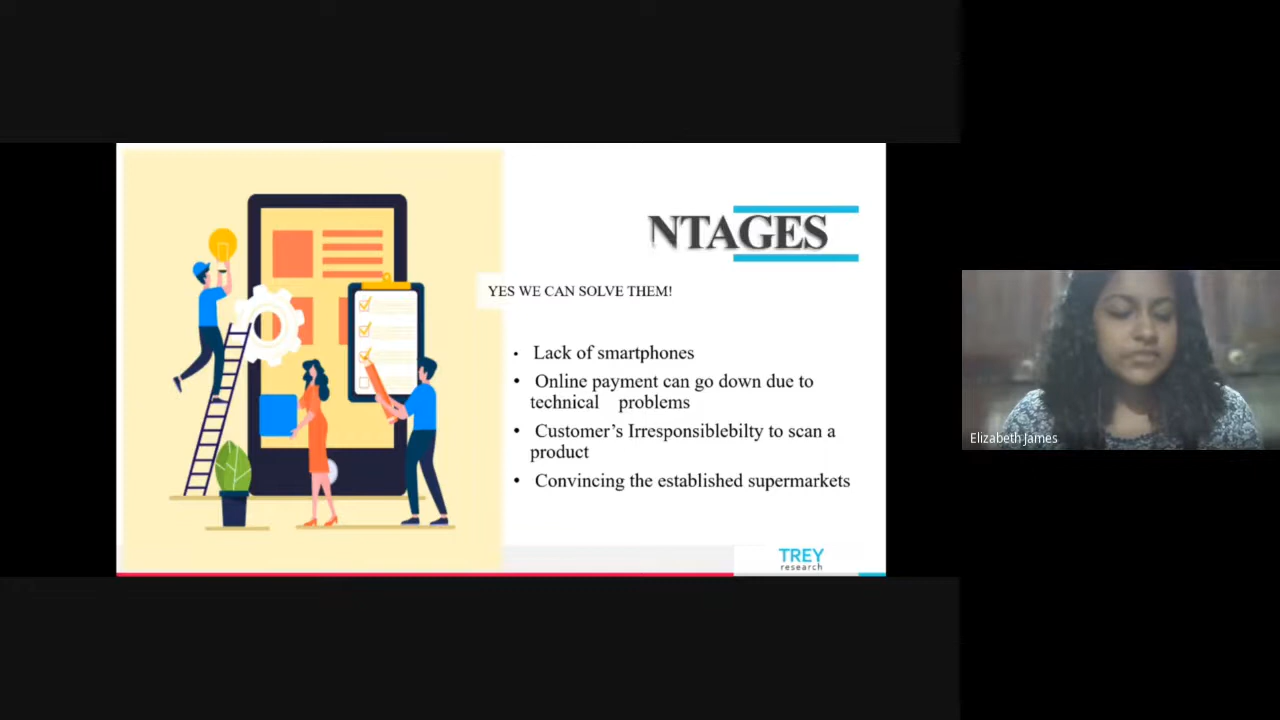 NTAGES
YES WE CAN SOLVE THEM!
• Lack of smartphones
• Online payment can go down due to
technical problems
• Customer's Irresponsiblebilty to scan a
product
• Convincing the established supermarkets
TREY
research
Elizabeth James